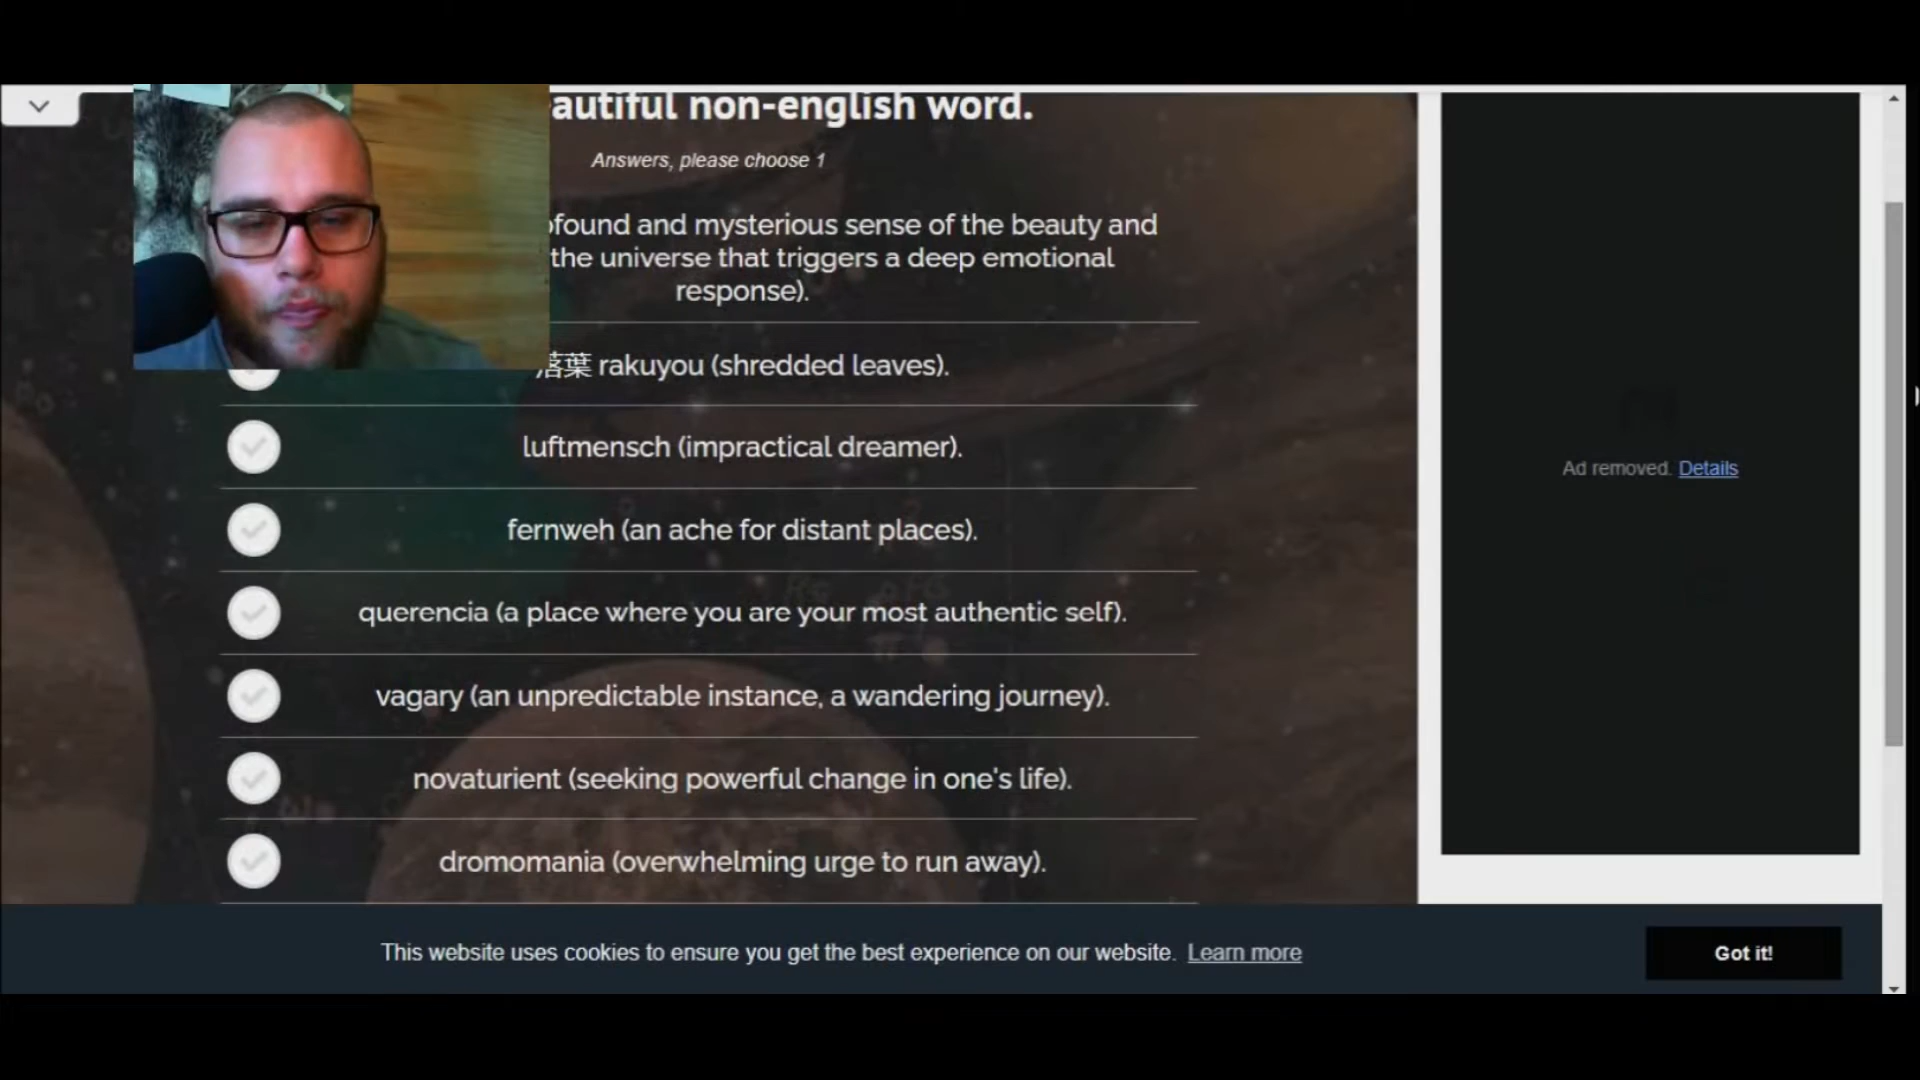 autiful non-english word.
Answers, please choose 1
found and mysterious sense of the beauty and
the universe that triggers a deep emotional
response).
落葉 rakuyou (shredded leaves).
luftmensch (impractical dreamer).
fernweh (an ache for distant places).
querencia (a place where you are your most authentic self).
vagary (an unpredictable instance, a wandering journey).
novaturient (seeking powerful change in one's life).
dromomania (overwhelming urge to run away).
Ad removed. Details
This website uses cookies to ensure you get the best experience on our website. Learn more
Got it!